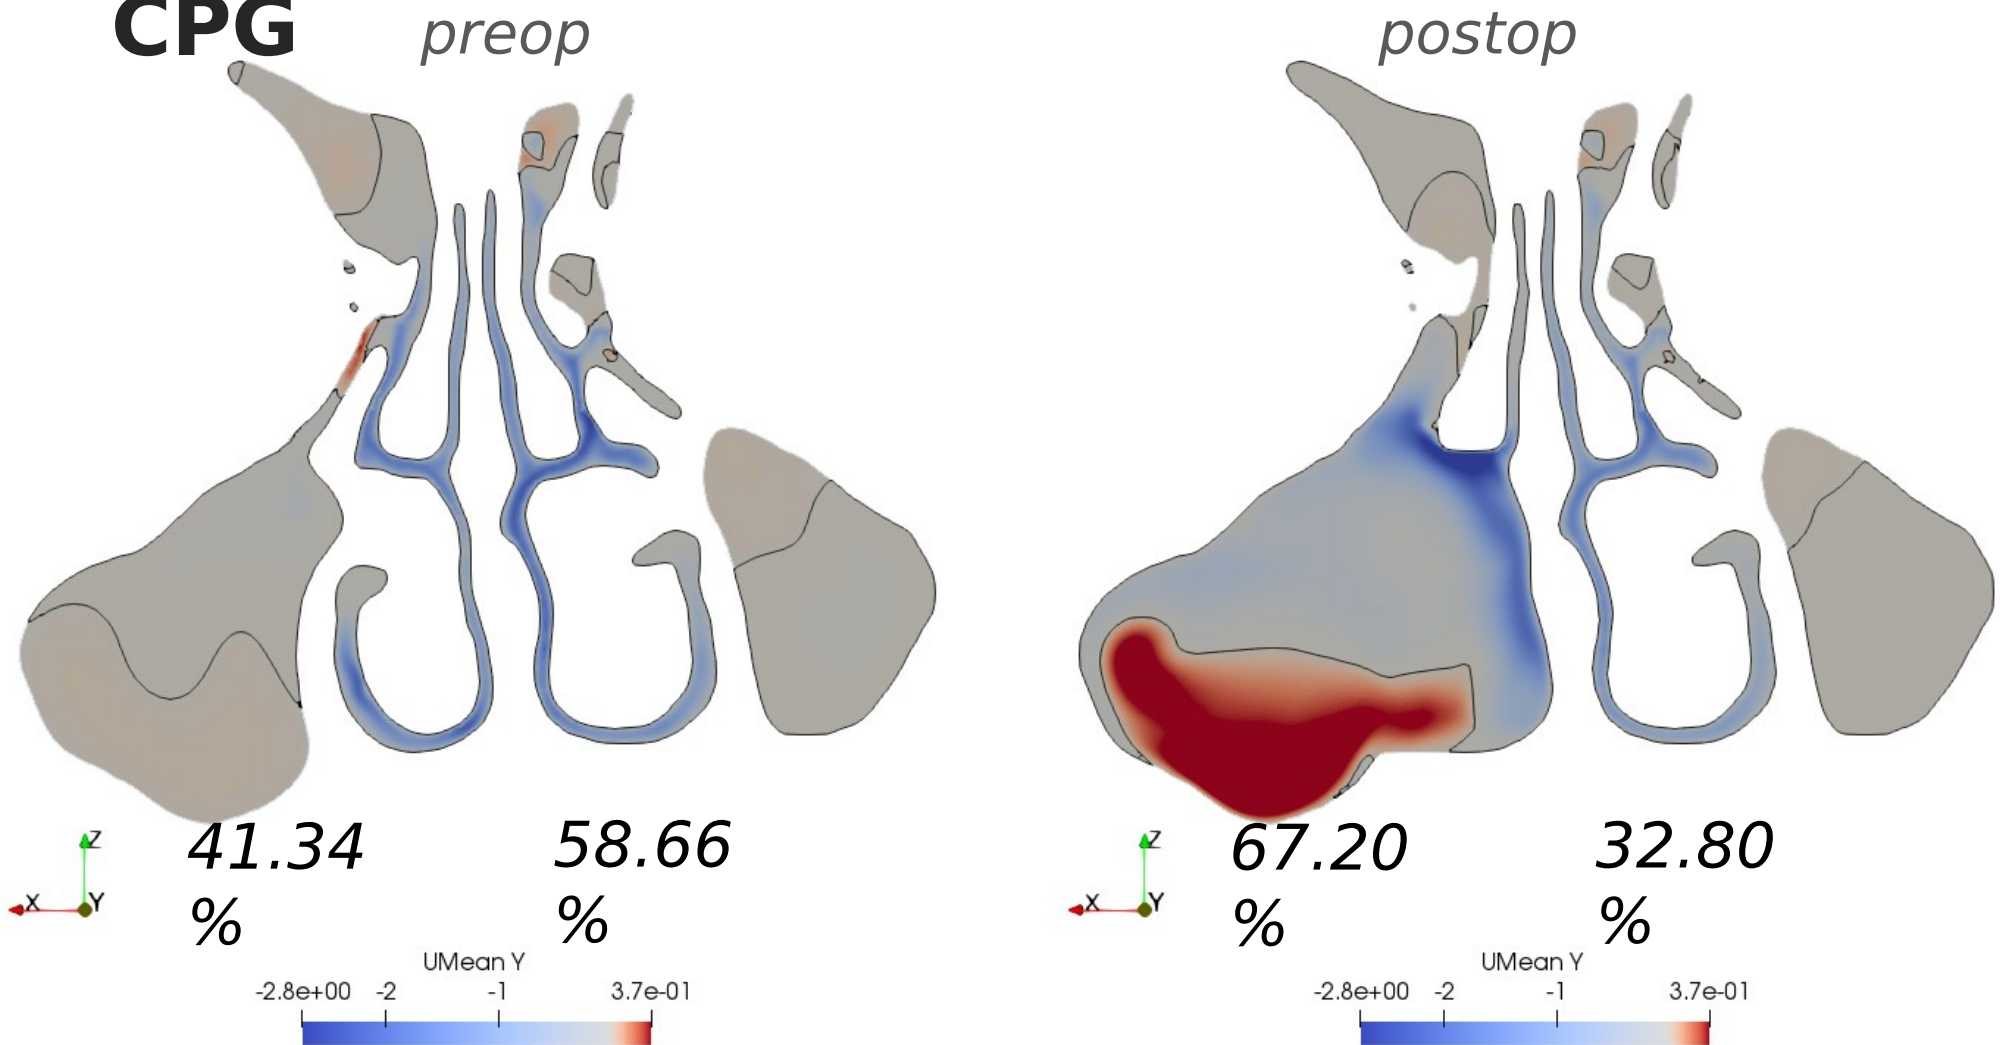 CPG preop postop
41.34 58.66 67.20 32.80
% % % %
Z Z
X Y X Y
UMean Y UMean Y
-2.8e+00 -2 -1 3.7e-01 -2.8e+00 -2 -1 3.7e-01